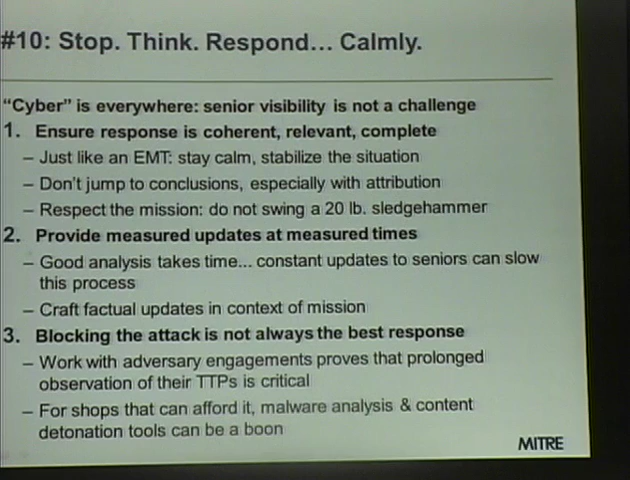 #10: Stop. Think. Respond... Calmly.
"Cyber" is everywhere: senior visibility is not a challenge
1. Ensure response is coherent, relevant, complete
– Just like an EMT: stay calm, stabilize the situation
– Don't jump to conclusions, especially with attribution
– Respect the mission: do not swing a 20 lb. sledgehammer
2. Provide measured updates at measured times
– Good analysis takes time... constant updates to seniors can slow
this process
– Craft factual updates in context of mission
3. Blocking the attack is not always the best response
– Work with adversary engagements proves that prolonged
observation of their TTPs is critical
– For shops that can afford it, malware analysis & content
detonation tools can be a boon
MITRE